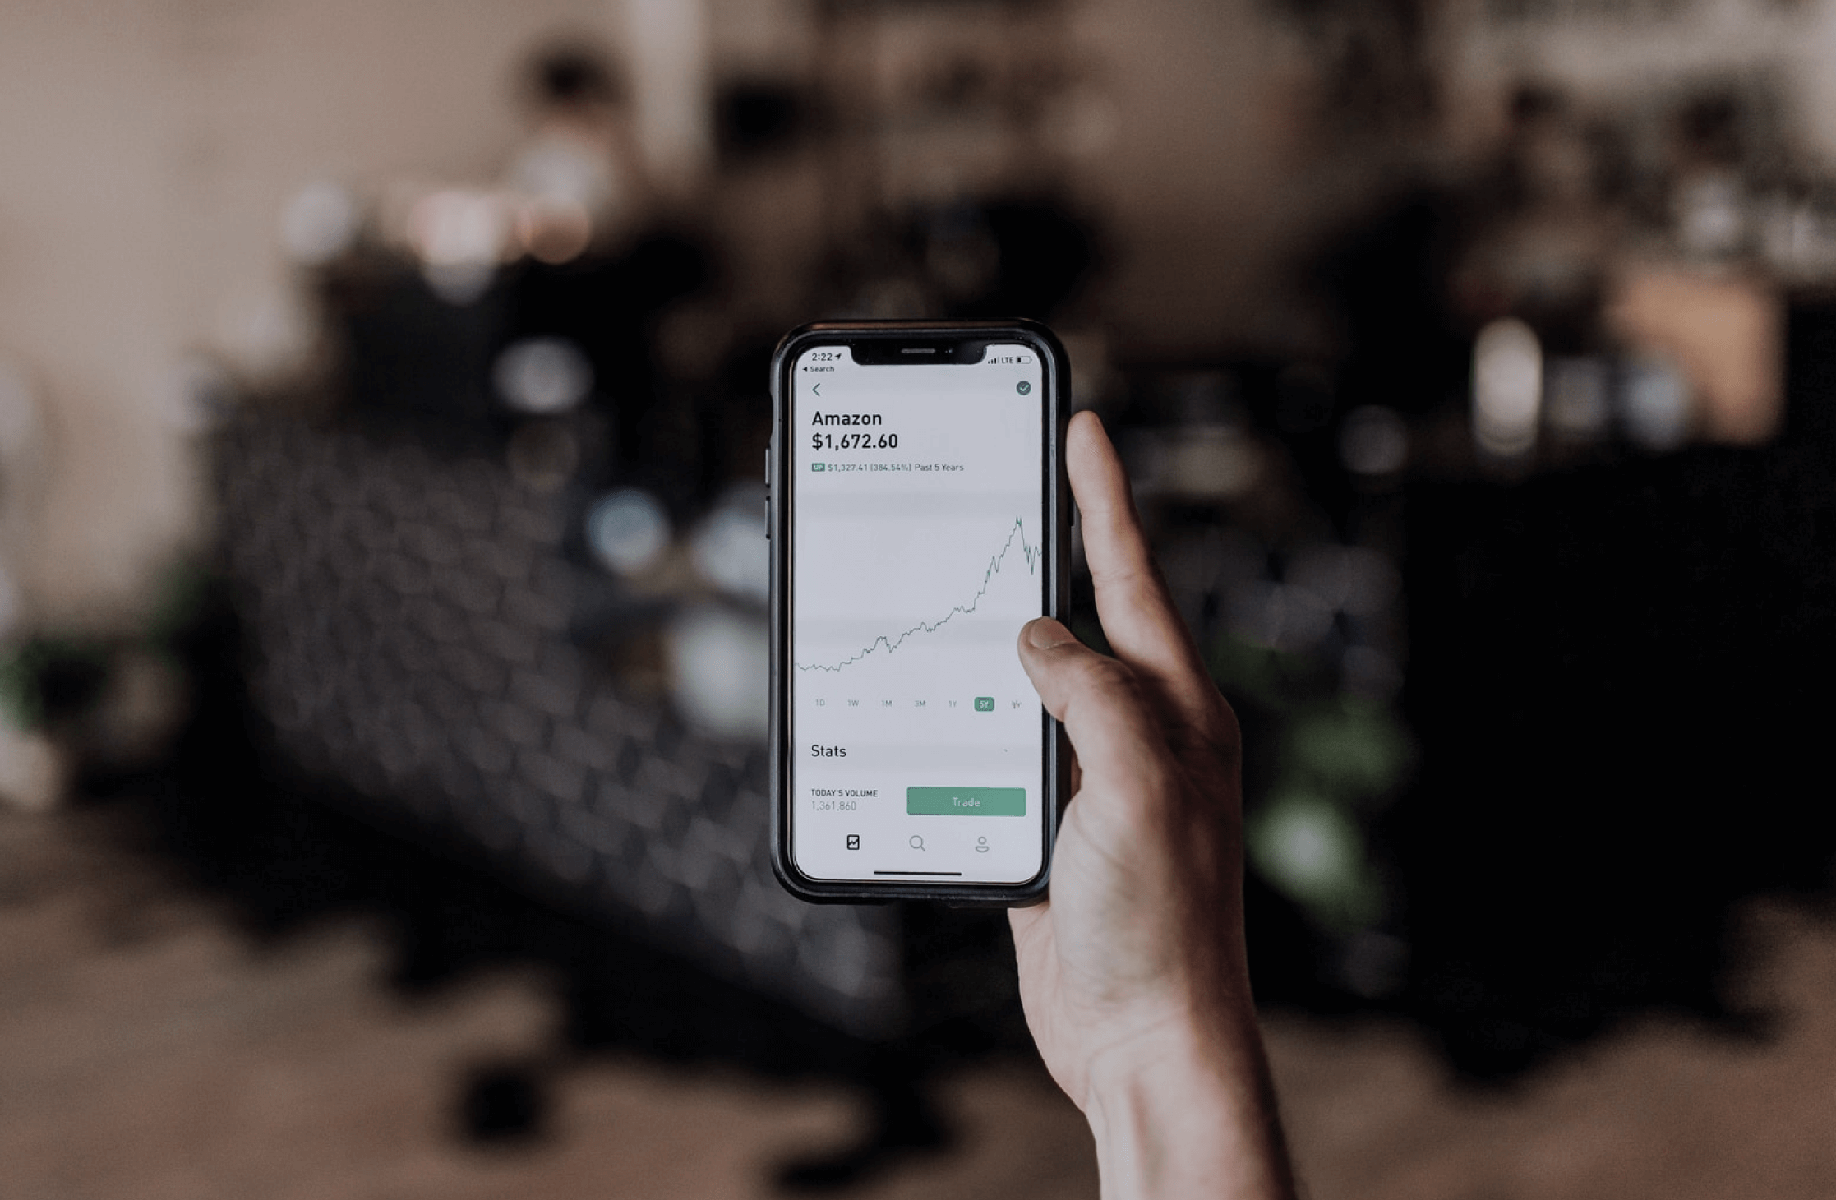 2:22
LTE
Search
Amazon
$1,672.60
UP $1,327.41 (384.54%) Past 5 Years
1D 1W 1M 3M 1Y 5Y
Stats
TODAY'S VOLUME
1,361,860
Trade